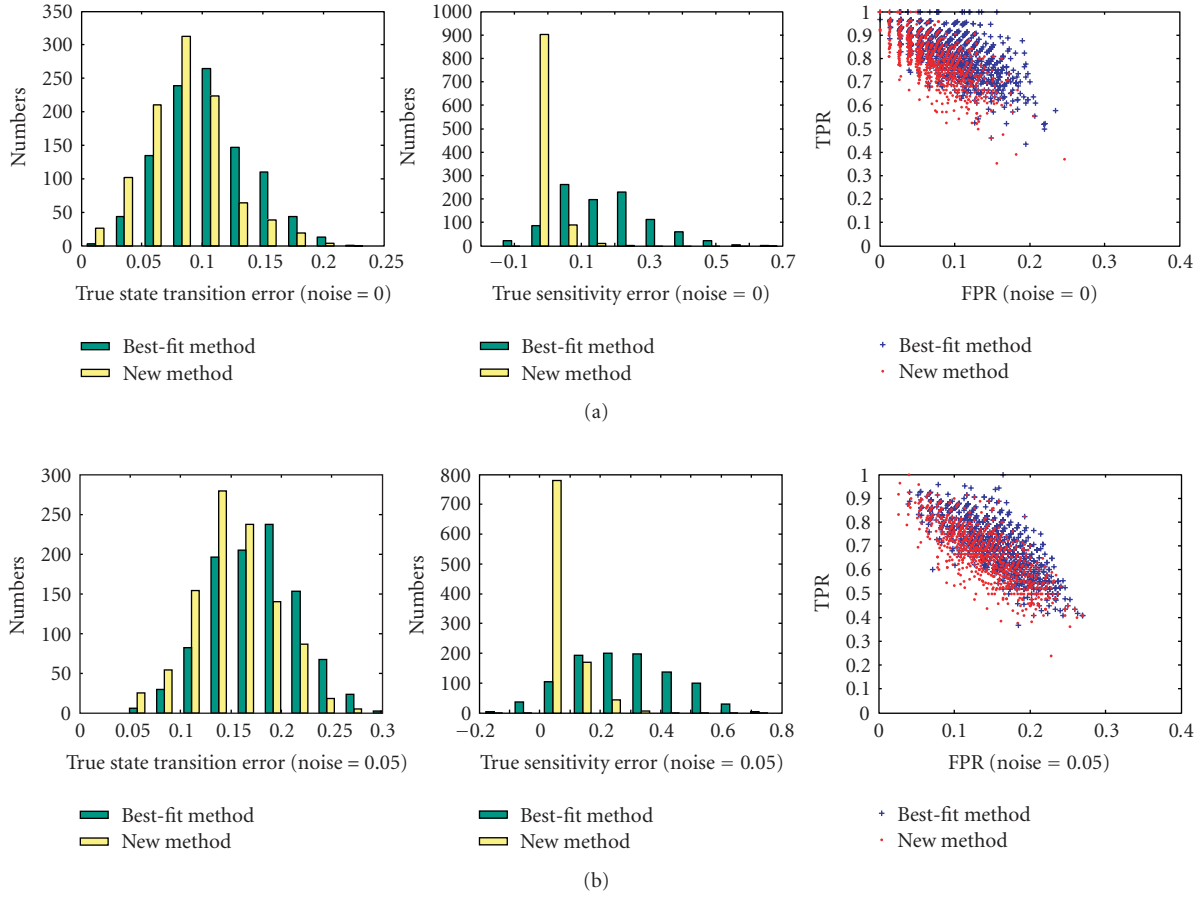 350
300
250
200
150
100
50
0
Numbers
0 0.05 0.1 0.15 0.2 0.25
True state transition error (noise = 0)
Best-fit method
New method
1000
900
800
700
600
500
400
300
200
100
0
Numbers
−0.1 0.1 0.3 0.5 0.7
True sensitivity error (noise = 0)
Best-fit method
New method
1
0.9
0.8
0.7
0.6
0.5
0.4
0.3
0.2
0.1
0
TPR
0 0.1 0.2 0.3 0.4
FPR (noise = 0)
Best-fit method
New method
(a)
300
250
200
150
100
50
0
Numbers
0 0.05 0.1 0.15 0.2 0.25 0.3
True state transition error (noise = 0.05)
Best-fit method
New method
800
700
600
500
400
300
200
100
0
Numbers
−0.2 0 0.2 0.4 0.6 0.8
True sensitivity error (noise = 0.05)
Best-fit method
New method
1
0.9
0.8
0.7
0.6
0.5
0.4
0.3
0.2
0.1
0
TPR
0 0.1 0.2 0.3 0.4
FPR (noise = 0.05)
Best-fit method
New method
(b)